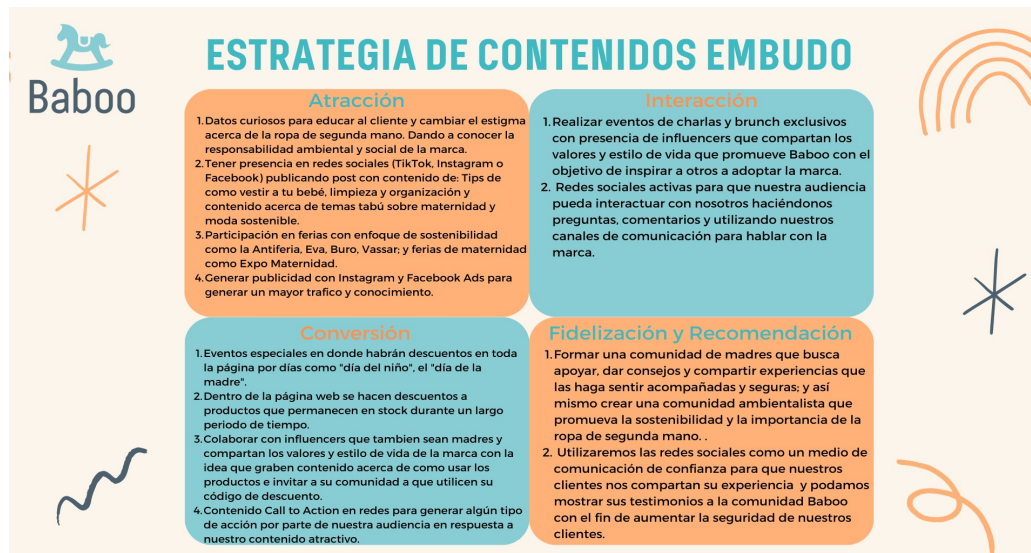 Baboo
ESTRATEGIA DE CONTENIDOS EMBUDO
Atracción
1. Datos curiosos para educar al cliente y cambiar el estigma
acerca de la ropa de segunda mano. Dando a conocer la
responsabilidad ambiental y social de la marca.
2. Tener presencia en redes sociales (TikTok, Instagram o
Facebook) publicando post con contenido de: Tips de
como vestir a tu bebé, limpieza y organización y
contenido acerca de temas tabú sobre maternidad y
moda sostenible.
3. Participación en ferias con enfoque de sostenibilidad
como la Antiferia, Eva, Buro, Vassar; y ferias de maternidad
como Expo Maternidad.
4. Generar publicidad con Instagram y Facebook Ads para
generar un mayor trafico y conocimiento.
Interacción
1. Realizar eventos de charlas y brunch exclusivos
con presencia de influencers que compartan los
valores y estilo de vida que promueve Baboo con el
objetivo de inspirar a otros a adoptar la marca.
2. Redes sociales activas para que nuestra audiencia
pueda interactuar con nosotros haciéndonos
preguntas, comentarios y utilizando nuestros
canales de comunicación para hablar con la
marca.
Conversión
1. Eventos especiales en donde habrán descuentos en toda
la página por días como "día del niño", el "día de la
madre".
2. Dentro de la página web se hacen descuentos a
productos que permanecen en stock durante un largo
periodo de tiempo.
3. Colaborar con influencers que tambien sean madres y
compartan los valores y estilo de vida de la marca con la
idea que graben contenido acerca de como usar los
productos e invitar a su comunidad a que utilicen su
código de descuento.
4. Contenido Call to Action en redes para generar algún tipo
de acción por parte de nuestra audiencia en respuesta a
nuestro contenido atractivo.
Fidelización y Recomendación
1. Formar una comunidad de madres que busca
apoyar, dar consejos y compartir experiencias que
las haga sentir acompañadas y seguras; y así
mismo crear una comunidad ambientalista que
promueva la sostenibilidad y la importancia de la
ropa de segunda mano. .
2. Utilizaremos las redes sociales como un medio de
comunicación de confianza para que nuestros
clientes nos compartan su experiencia y podamos
mostrar sus testimonios a la comunidad Baboo
con el fin de aumentar la seguridad de nuestros
clientes.